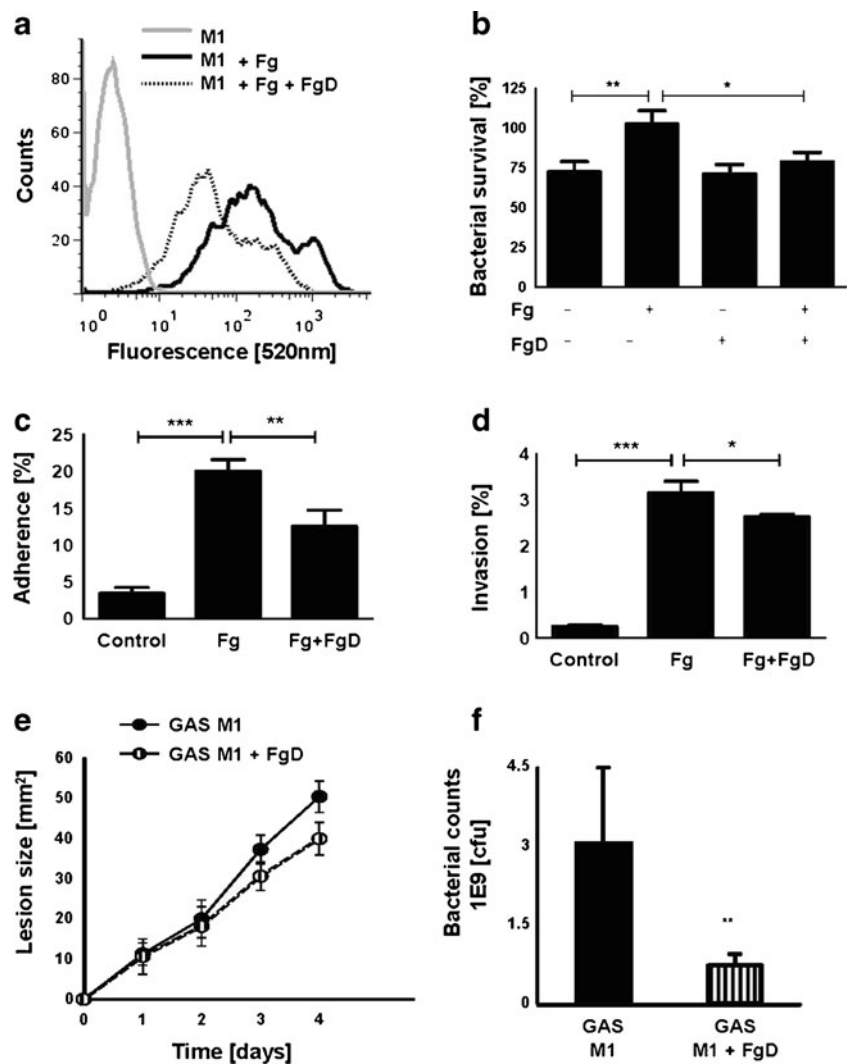 a
M1
M1 + Fg
M1 + Fg + FgD
Counts
80
60
40
20
10^0 10^1 10^2 10^3
Fluorescence [520nm]
b
Bacterial survival [%]
125
100
75
50
25
0
** *
Fg - + - +
FgD - - + +
c
Adherence [%]
25
20
15
10
5
0
*** **
Control Fg Fg+FgD
d
Invasion [%]
4
3
2
1
0
*** *
Control Fg Fg+FgD
e
GAS M1
GAS M1 + FgD
Lesion size [mm²]
60
50
40
30
20
10
0
0 1 2 3 4
Time [days]
f
Bacterial counts
1E9 [cfu]
4.5
3
1.5
0
**
GAS GAS
M1 M1 + FgD